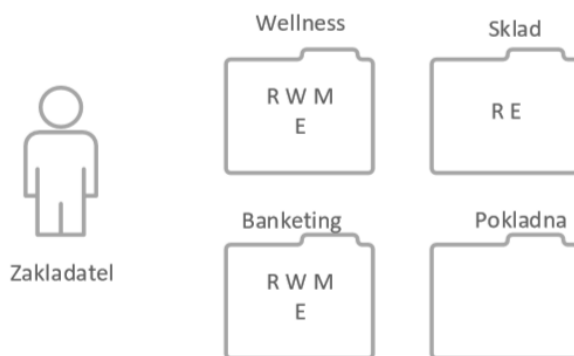 Wellness
Sklad
R W M
E
R E
Zakladatel
Banketing
Pokladna
R W M
E